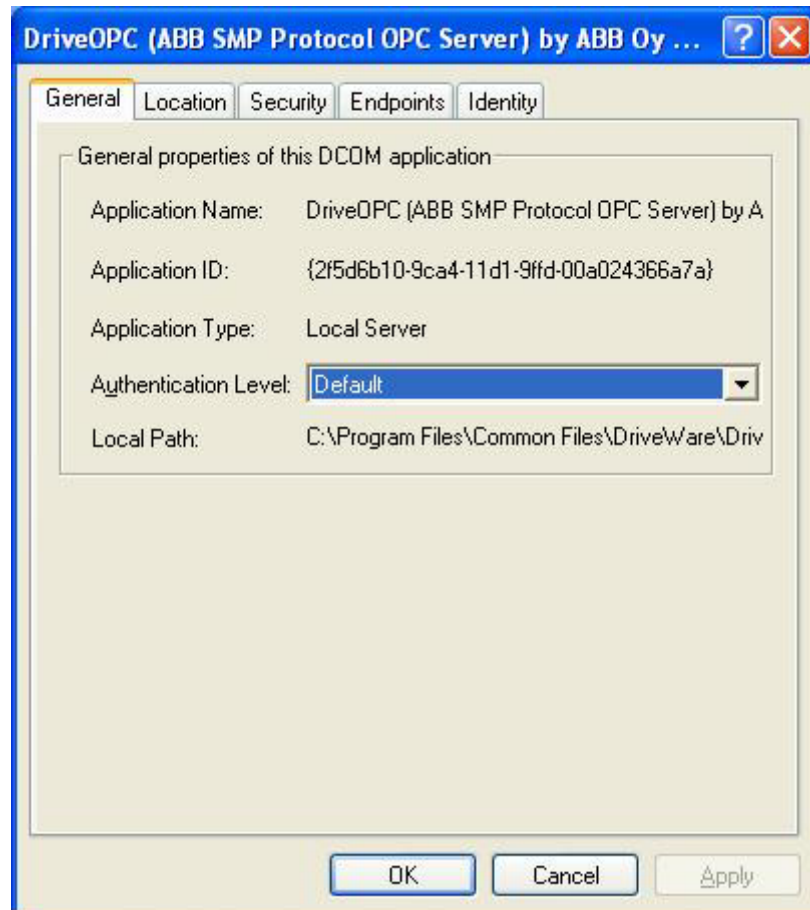 DriveOPC (ABB SMP Protocol OPC Server) by ABB Oy ...
General Location Security Endpoints Identity
General properties of this DCOM application
Application Name: DriveOPC (ABB SMP Protocol OPC Server) by A
Application ID: {2f5d6b10-9ca4-11d1-9ffd-00a024366a7a}
Application Type: Local Server
Authentication Level: Default
Local Path: C:\Program Files\Common Files\DriveWare\Driv
OK Cancel Apply